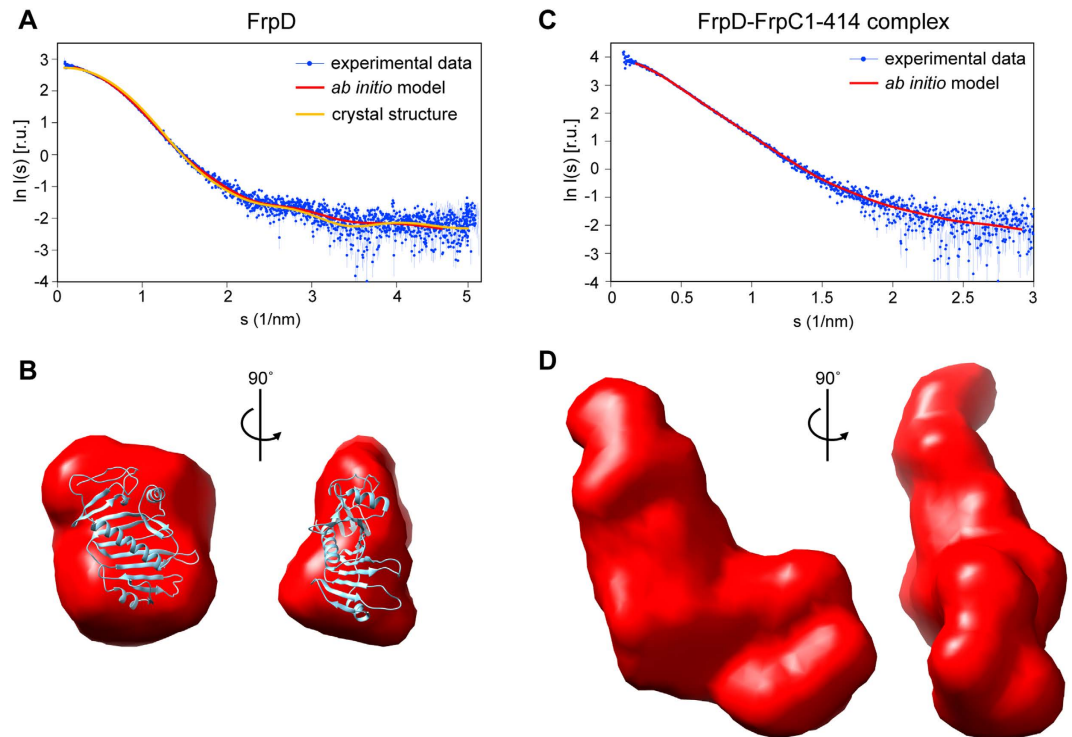 A
FrpD
3
2
1
0
-1
-2
-3
-4
ln I(s) [r.u.]
experimental data
ab initio model
crystal structure
0
1
2
3
4
5
s (1/nm)
C
FrpD-FrpC1-414 complex
4
3
2
1
0
-1
-2
-3
-4
ln I(s) [r.u.]
experimental data
ab initio model
0
0.5
1
1.5
2
2.5
3
s (1/nm)
B
90°
D
90°